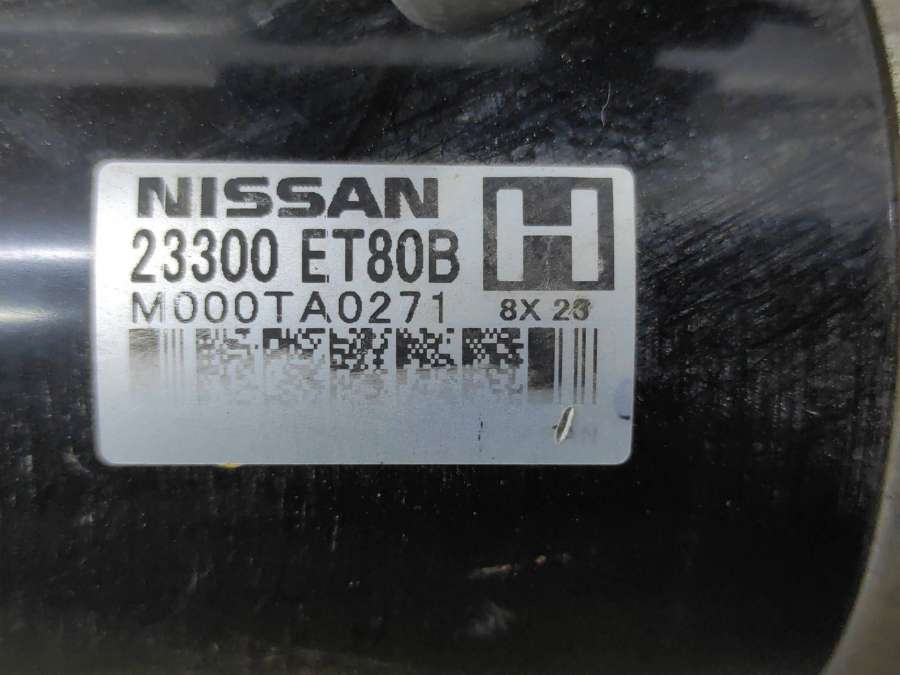 NISSAN
H
23300 ET80B
M000TA0271
8X 23